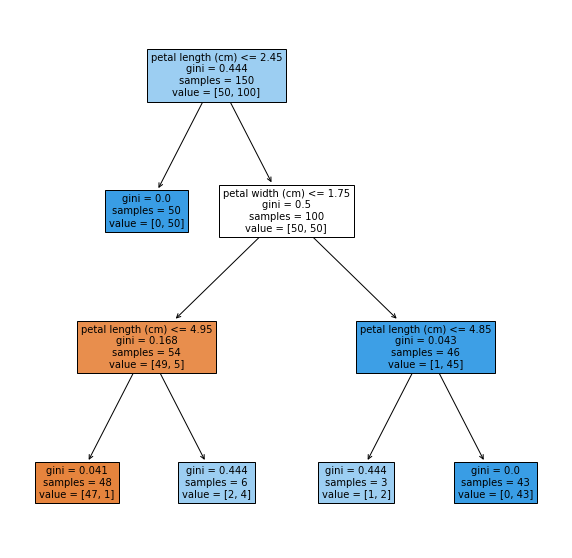 petal length (cm) <= 2.45
gini = 0.444
samples = 150
value = [50, 100]
gini = 0.0
samples = 50
value = [0, 50]
petal width (cm) <= 1.75
gini = 0.5
samples = 100
value = [50, 50]
petal length (cm) <= 4.95
gini = 0.168
samples = 54
value = [49, 5]
petal length (cm) <= 4.85
gini = 0.043
samples = 46
value = [1, 45]
gini = 0.041
samples = 48
value = [47, 1]
gini = 0.444
samples = 6
value = [2, 4]
gini = 0.444
samples = 3
value = [1, 2]
gini = 0.0
samples = 43
value = [0, 43]